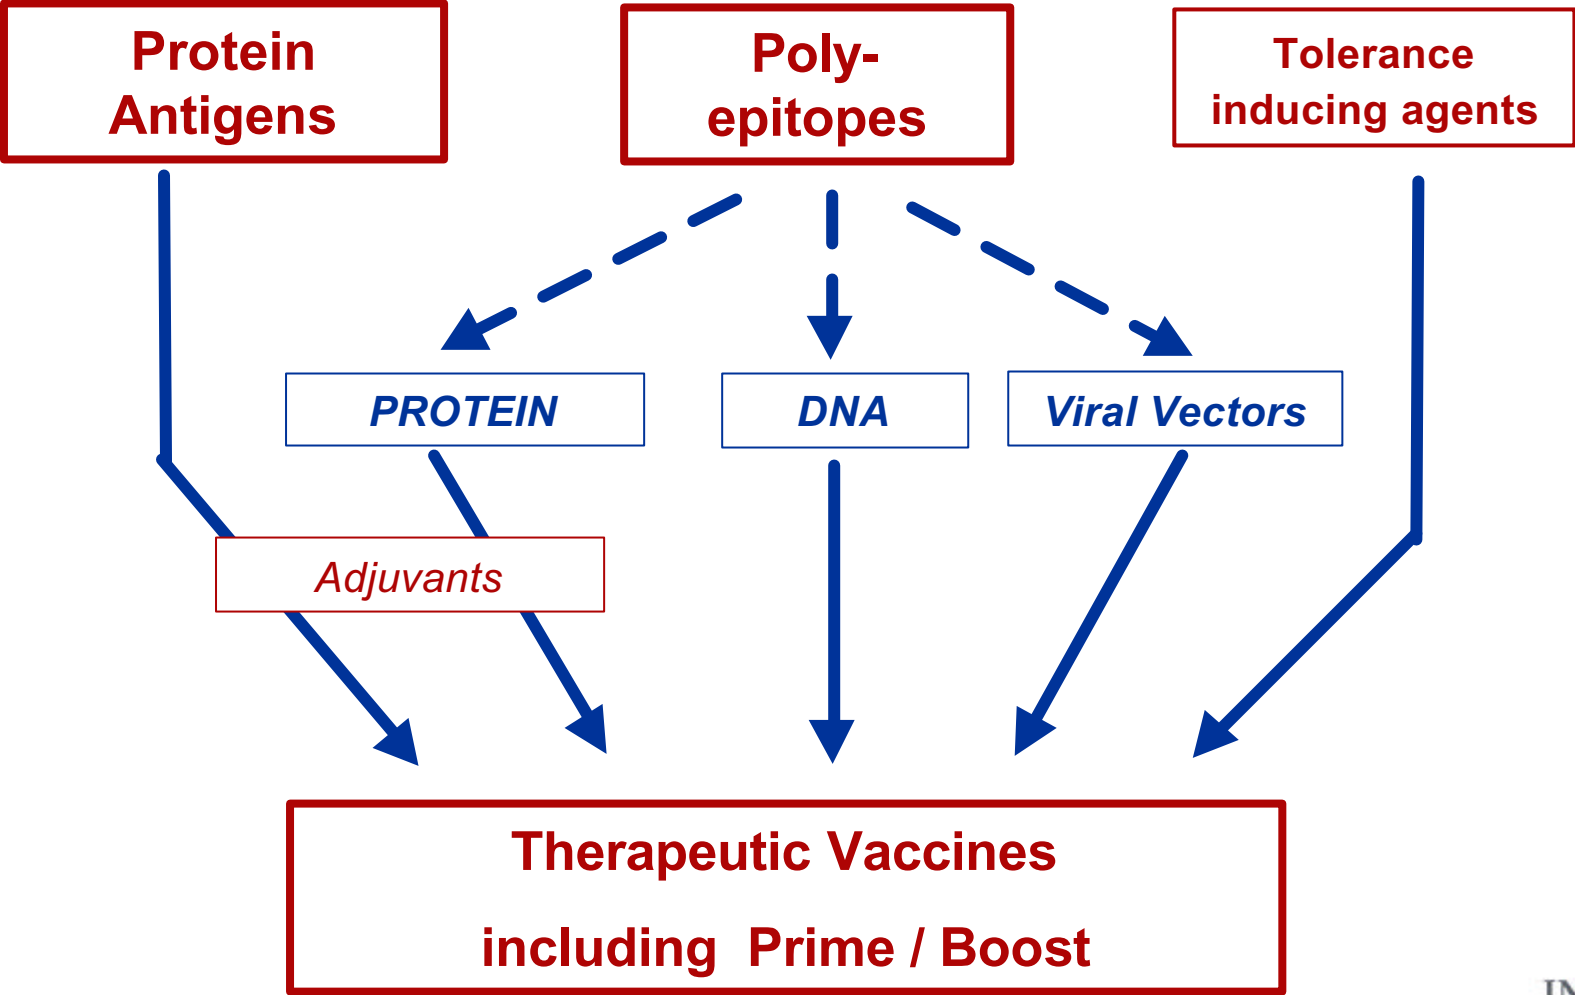 Protein
Antigens
Poly-
epitopes
Tolerance
inducing agents
PROTEIN
DNA
Viral Vectors
Adjuvants
Therapeutic Vaccines
including Prime / Boost